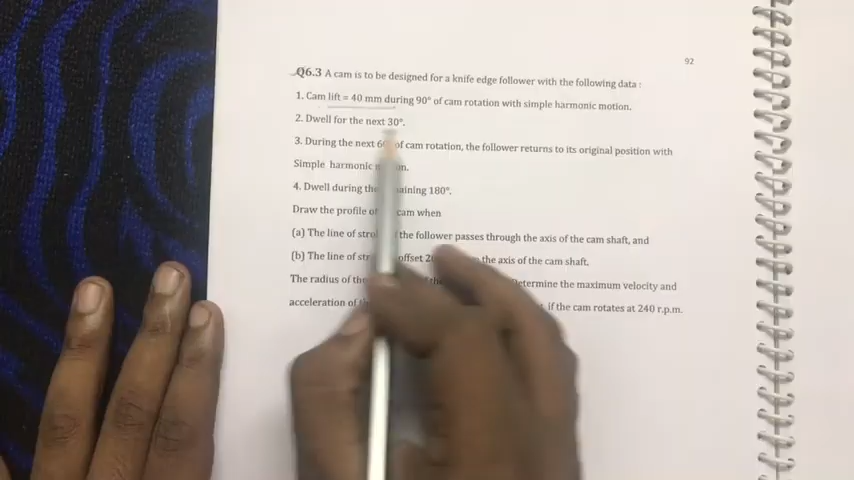 92
Q6.3 A cam is to be designed for a knife edge follower with the following data :
1. Cam lift = 40 mm during 90° of cam rotation with simple harmonic motion.
2. Dwell for the next 30°.
3. During the next of cam rotation, the follower returns to its original position with
Simple harmonic
4. Dwell during 180°.
Draw the profile cam when
(a) The line of the follower passes through the axis of the cam shaft, and
(b) The line of offset the axis of the cam shaft.
The radius of the maximum velocity and
acceleration of if the cam rotates at 240 r.p.m.